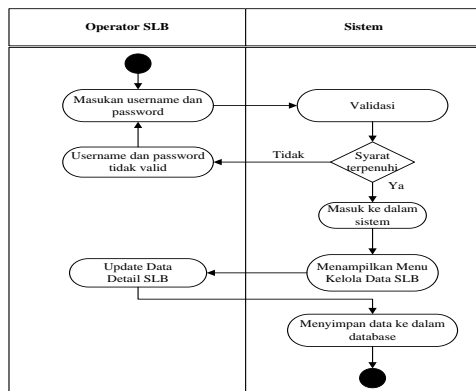 Operator SLB
Sistem
Masukan username dan
password
Validasi
Username dan password
tidak valid
Tidak
Syarat
terpenuhi
Ya
Masuk ke dalam
sistem
Update Data
Detail SLB
Menampilkan Menu
Kelola Data SLB
Menyimpan data ke dalam
database